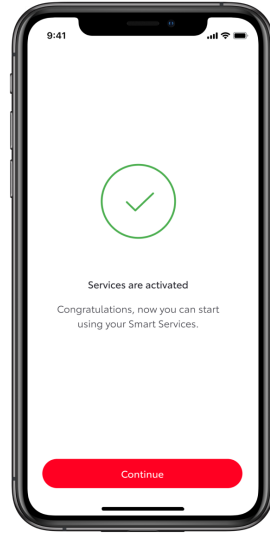 9:41
Services are activated
Congratulations, now you can start
using your Smart Services.
Continue